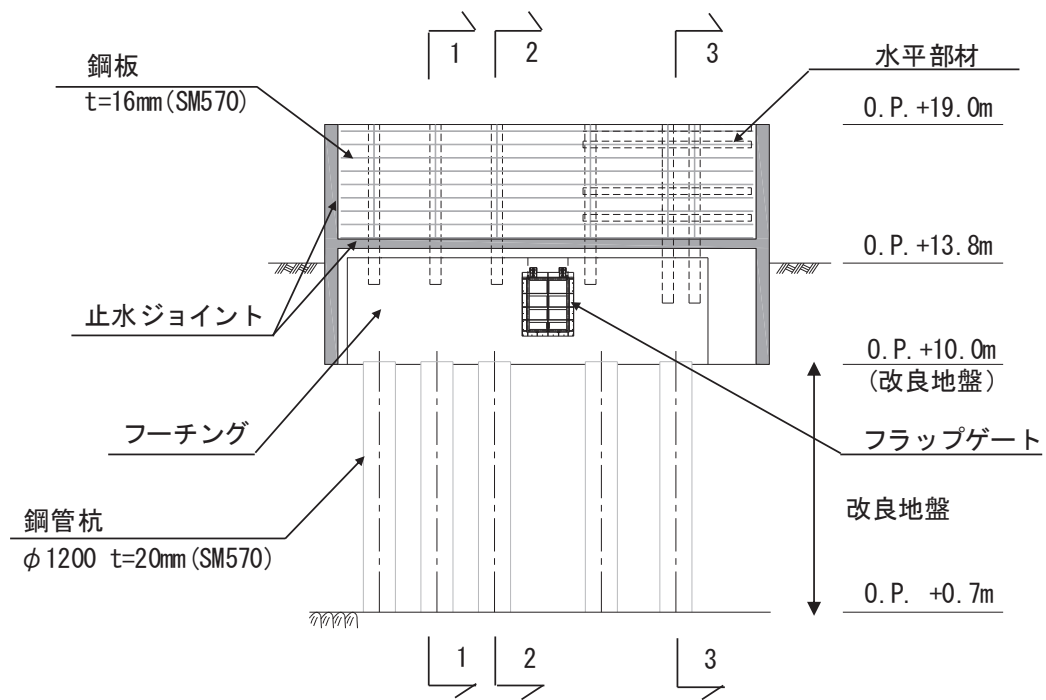 1
2
3
鋼板
t=16mm(SM570)
水平部材
O.P.+19.0m
O.P.+13.8m
止水ジョイント
O.P.+10.0m
(改良地盤)
フーチング
フラップゲート
鋼管杭
φ1200 t=20mm(SM570)
改良地盤
O.P. +0.7m
1
2
3